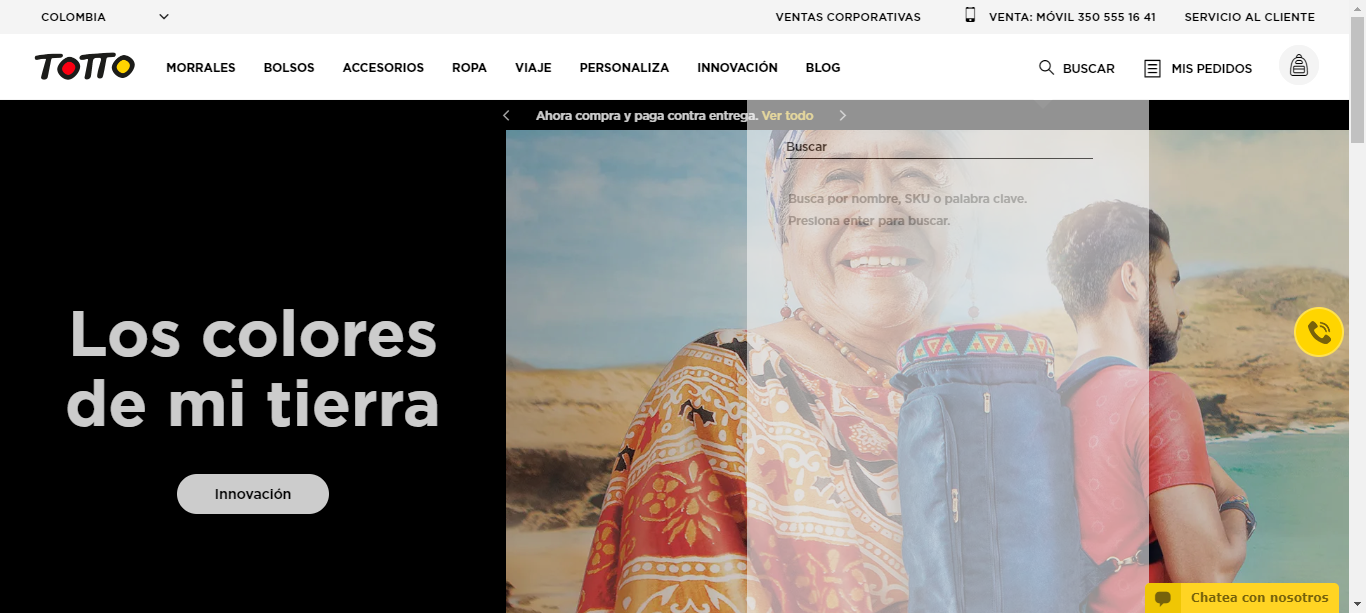 COLOMBIA
VENTAS CORPORATIVAS
VENTA: MÓVIL 350 555 16 41
SERVICIO AL CLIENTE
TOTTO
MORRALES
BOLSOS
ACCESORIOS
ROPA
VIAJE
PERSONALIZA
INNOVACIÓN
BLOG
BUSCAR
MIS PEDIDOS
Ahora compra y paga contra entrega. Ver todo
Buscar
Busca por nombre, SKU o palabra clave.
Presiona enter para buscar.
Los colores
de mi tierra
Innovación
Chatea con nosotros